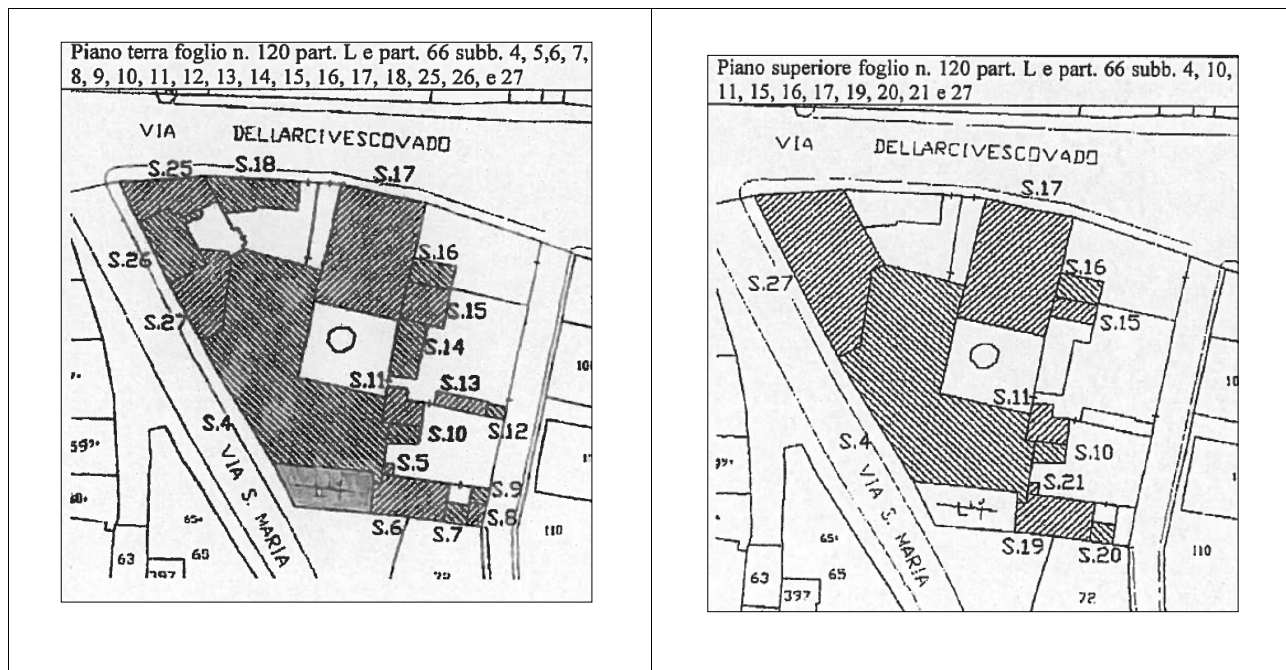 Piano terra foglio n. 120 part. L e part. 66 subb. 4, 5,6, 7,
8, 9, 10, 11, 12, 13, 14, 15, 16, 17, 18, 25, 26, e 27
VIA DELLARCIVESCOVADO
S.25
S.18
S.17
S.16
S.26
S.15
S.27
S.14
S.11
S.13
S.12
S.4
S.10
S.5
VIA S. MARIA
S.9
S.8
S.6
S.7
110
65
63
397
Piano superiore foglio n. 120 part. L e part. 66 subb. 4, 10,
11, 15, 16, 17, 19, 20, 21 e 27
VIA DELLARCIVESCOVADO
S.17
S.16
S.27
S.15
S.11
S.4
S.10
S.21
VIA S. MARIA
S.19
S.20
110
65
63
397
72